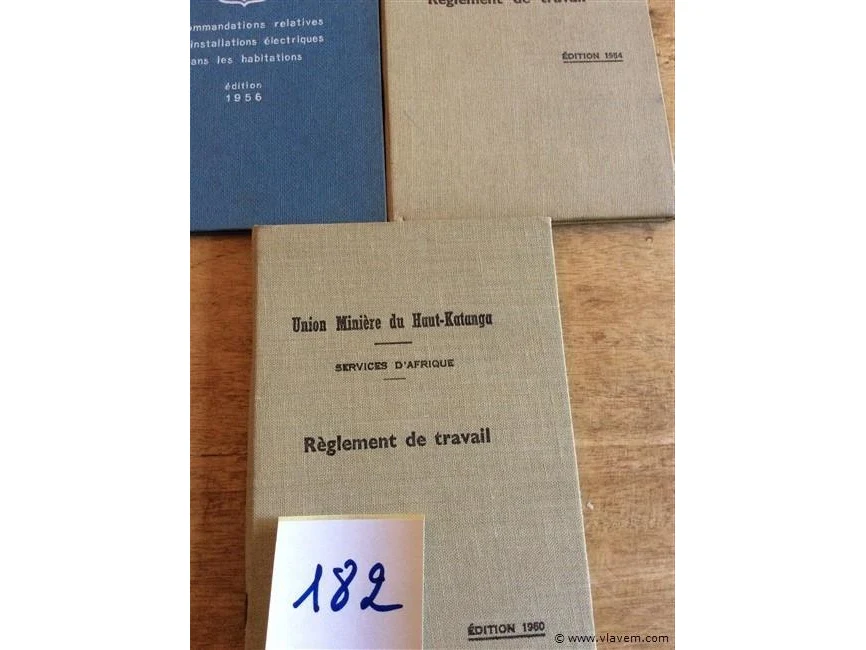 commandations relatives
installations électriques
ans les habitations
édition
1956
Règlement de travail
ÉDITION 1954
Union Minière du Haut-Katanga
SERVICES D'AFRIQUE
Règlement de travail
182
ÉDITION 1960
© www.vlavem.com